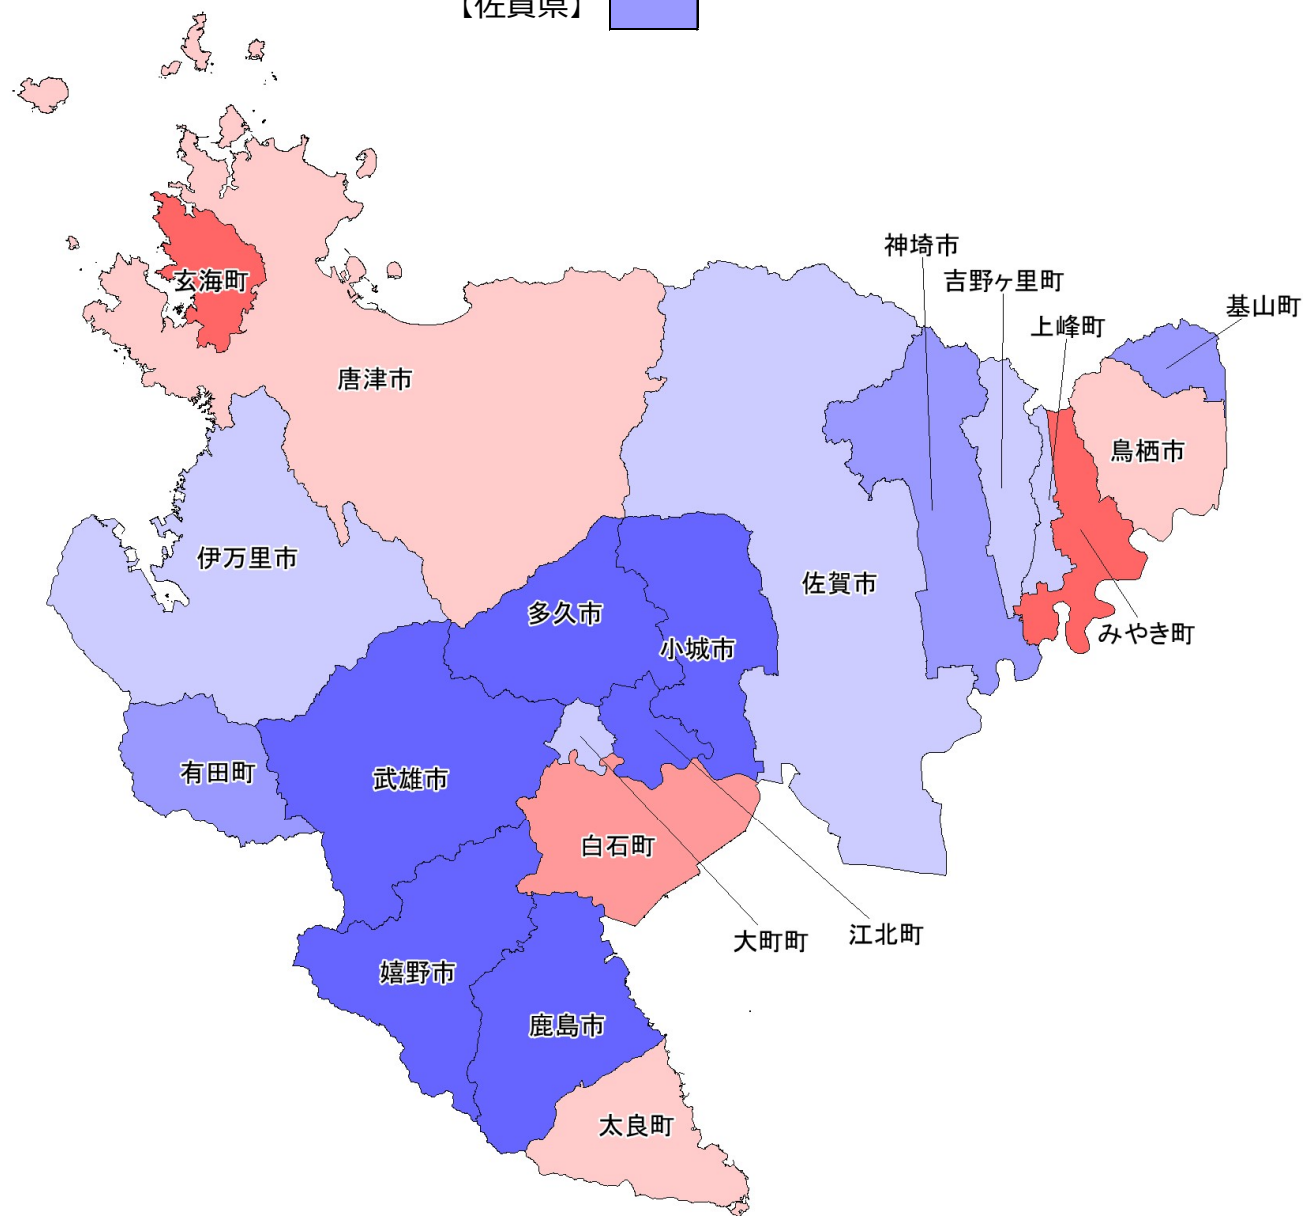 【佐賀県】
神埼市
吉野ヶ里町
基山町
上峰町
玄海町
唐津市
鳥栖市
伊万里市
佐賀市
多久市
みやき町
小城市
有田町
武雄市
白石町
大町町
江北町
嬉野市
鹿島市
太良町